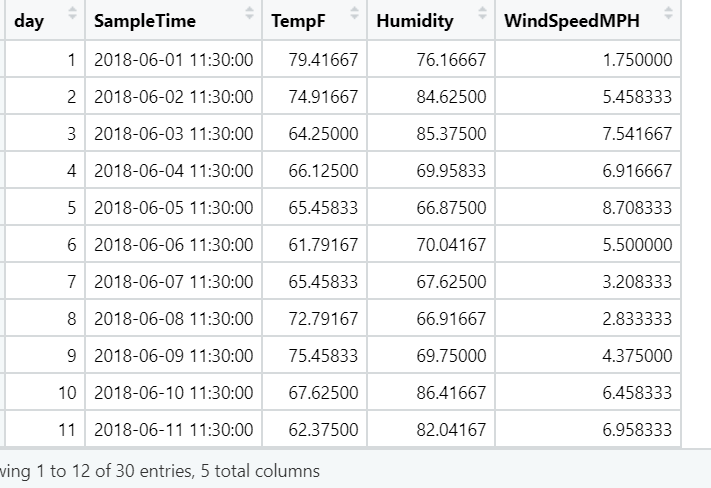 day SampleTime TempF Humidity WindSpeedMPH
1 2018-06-01 11:30:00 79.41667 76.16667 1.750000
2 2018-06-02 11:30:00 74.91667 84.62500 5.458333
3 2018-06-03 11:30:00 64.25000 85.37500 7.541667
4 2018-06-04 11:30:00 66.12500 69.95833 6.916667
5 2018-06-05 11:30:00 65.45833 66.87500 8.708333
6 2018-06-06 11:30:00 61.79167 70.04167 5.500000
7 2018-06-07 11:30:00 65.45833 67.62500 3.208333
8 2018-06-08 11:30:00 72.79167 66.91667 2.833333
9 2018-06-09 11:30:00 75.45833 69.75000 4.375000
10 2018-06-10 11:30:00 67.62500 86.41667 6.458333
11 2018-06-11 11:30:00 62.37500 82.04167 6.958333
wing 1 to 12 of 30 entries, 5 total columns